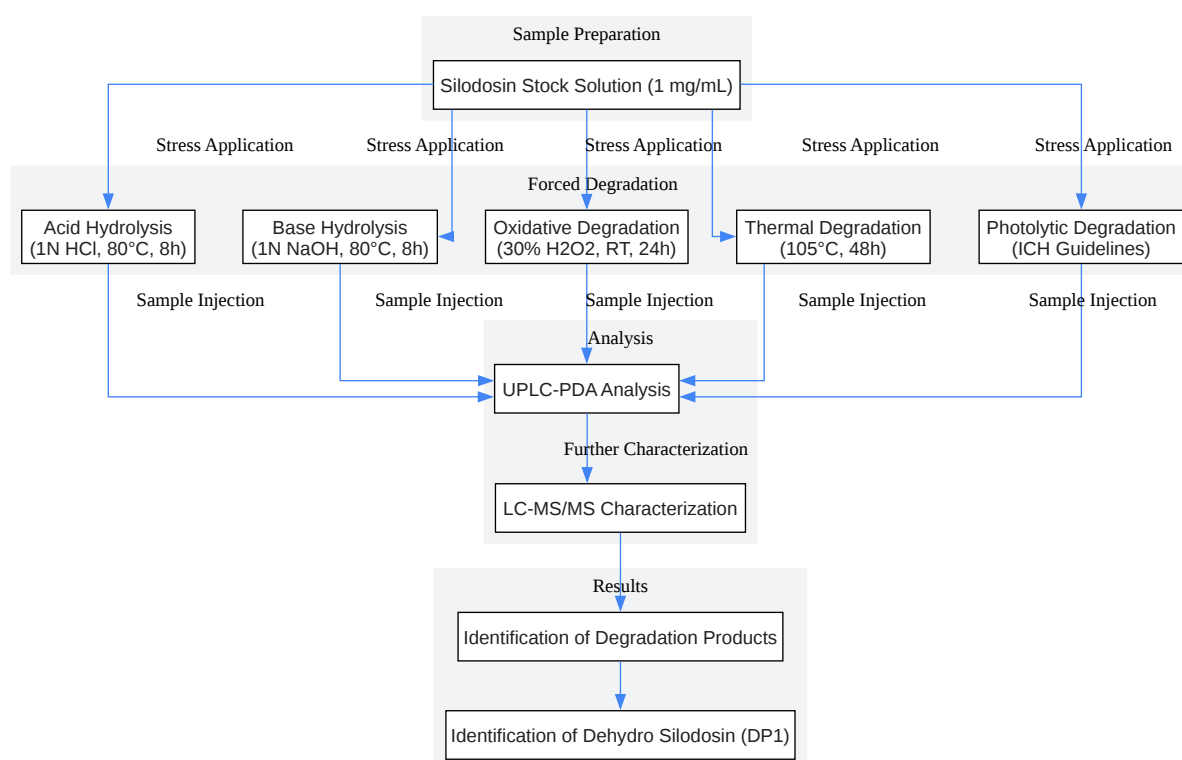 Sample Preparation
Silodosin Stock Solution (1 mg/mL)
Stress Application
Stress Application
Stress Application
Stress Application
Stress Application
Forced Degradation
Acid Hydrolysis
(1N HCl, 80°C, 8h)
Base Hydrolysis
(1N NaOH, 80°C, 8h)
Oxidative Degradation
(30% H2O2, RT, 24h)
Thermal Degradation
(105°C, 48h)
Photolytic Degradation
(ICH Guidelines)
Sample Injection
Sample Injection
Sample Injection
Sample Injection
Sample Injection
Analysis
UPLC-PDA Analysis
Further Characterization
LC-MS/MS Characterization
Results
Identification of Degradation Products
Identification of Dehydro Silodosin (DP1)